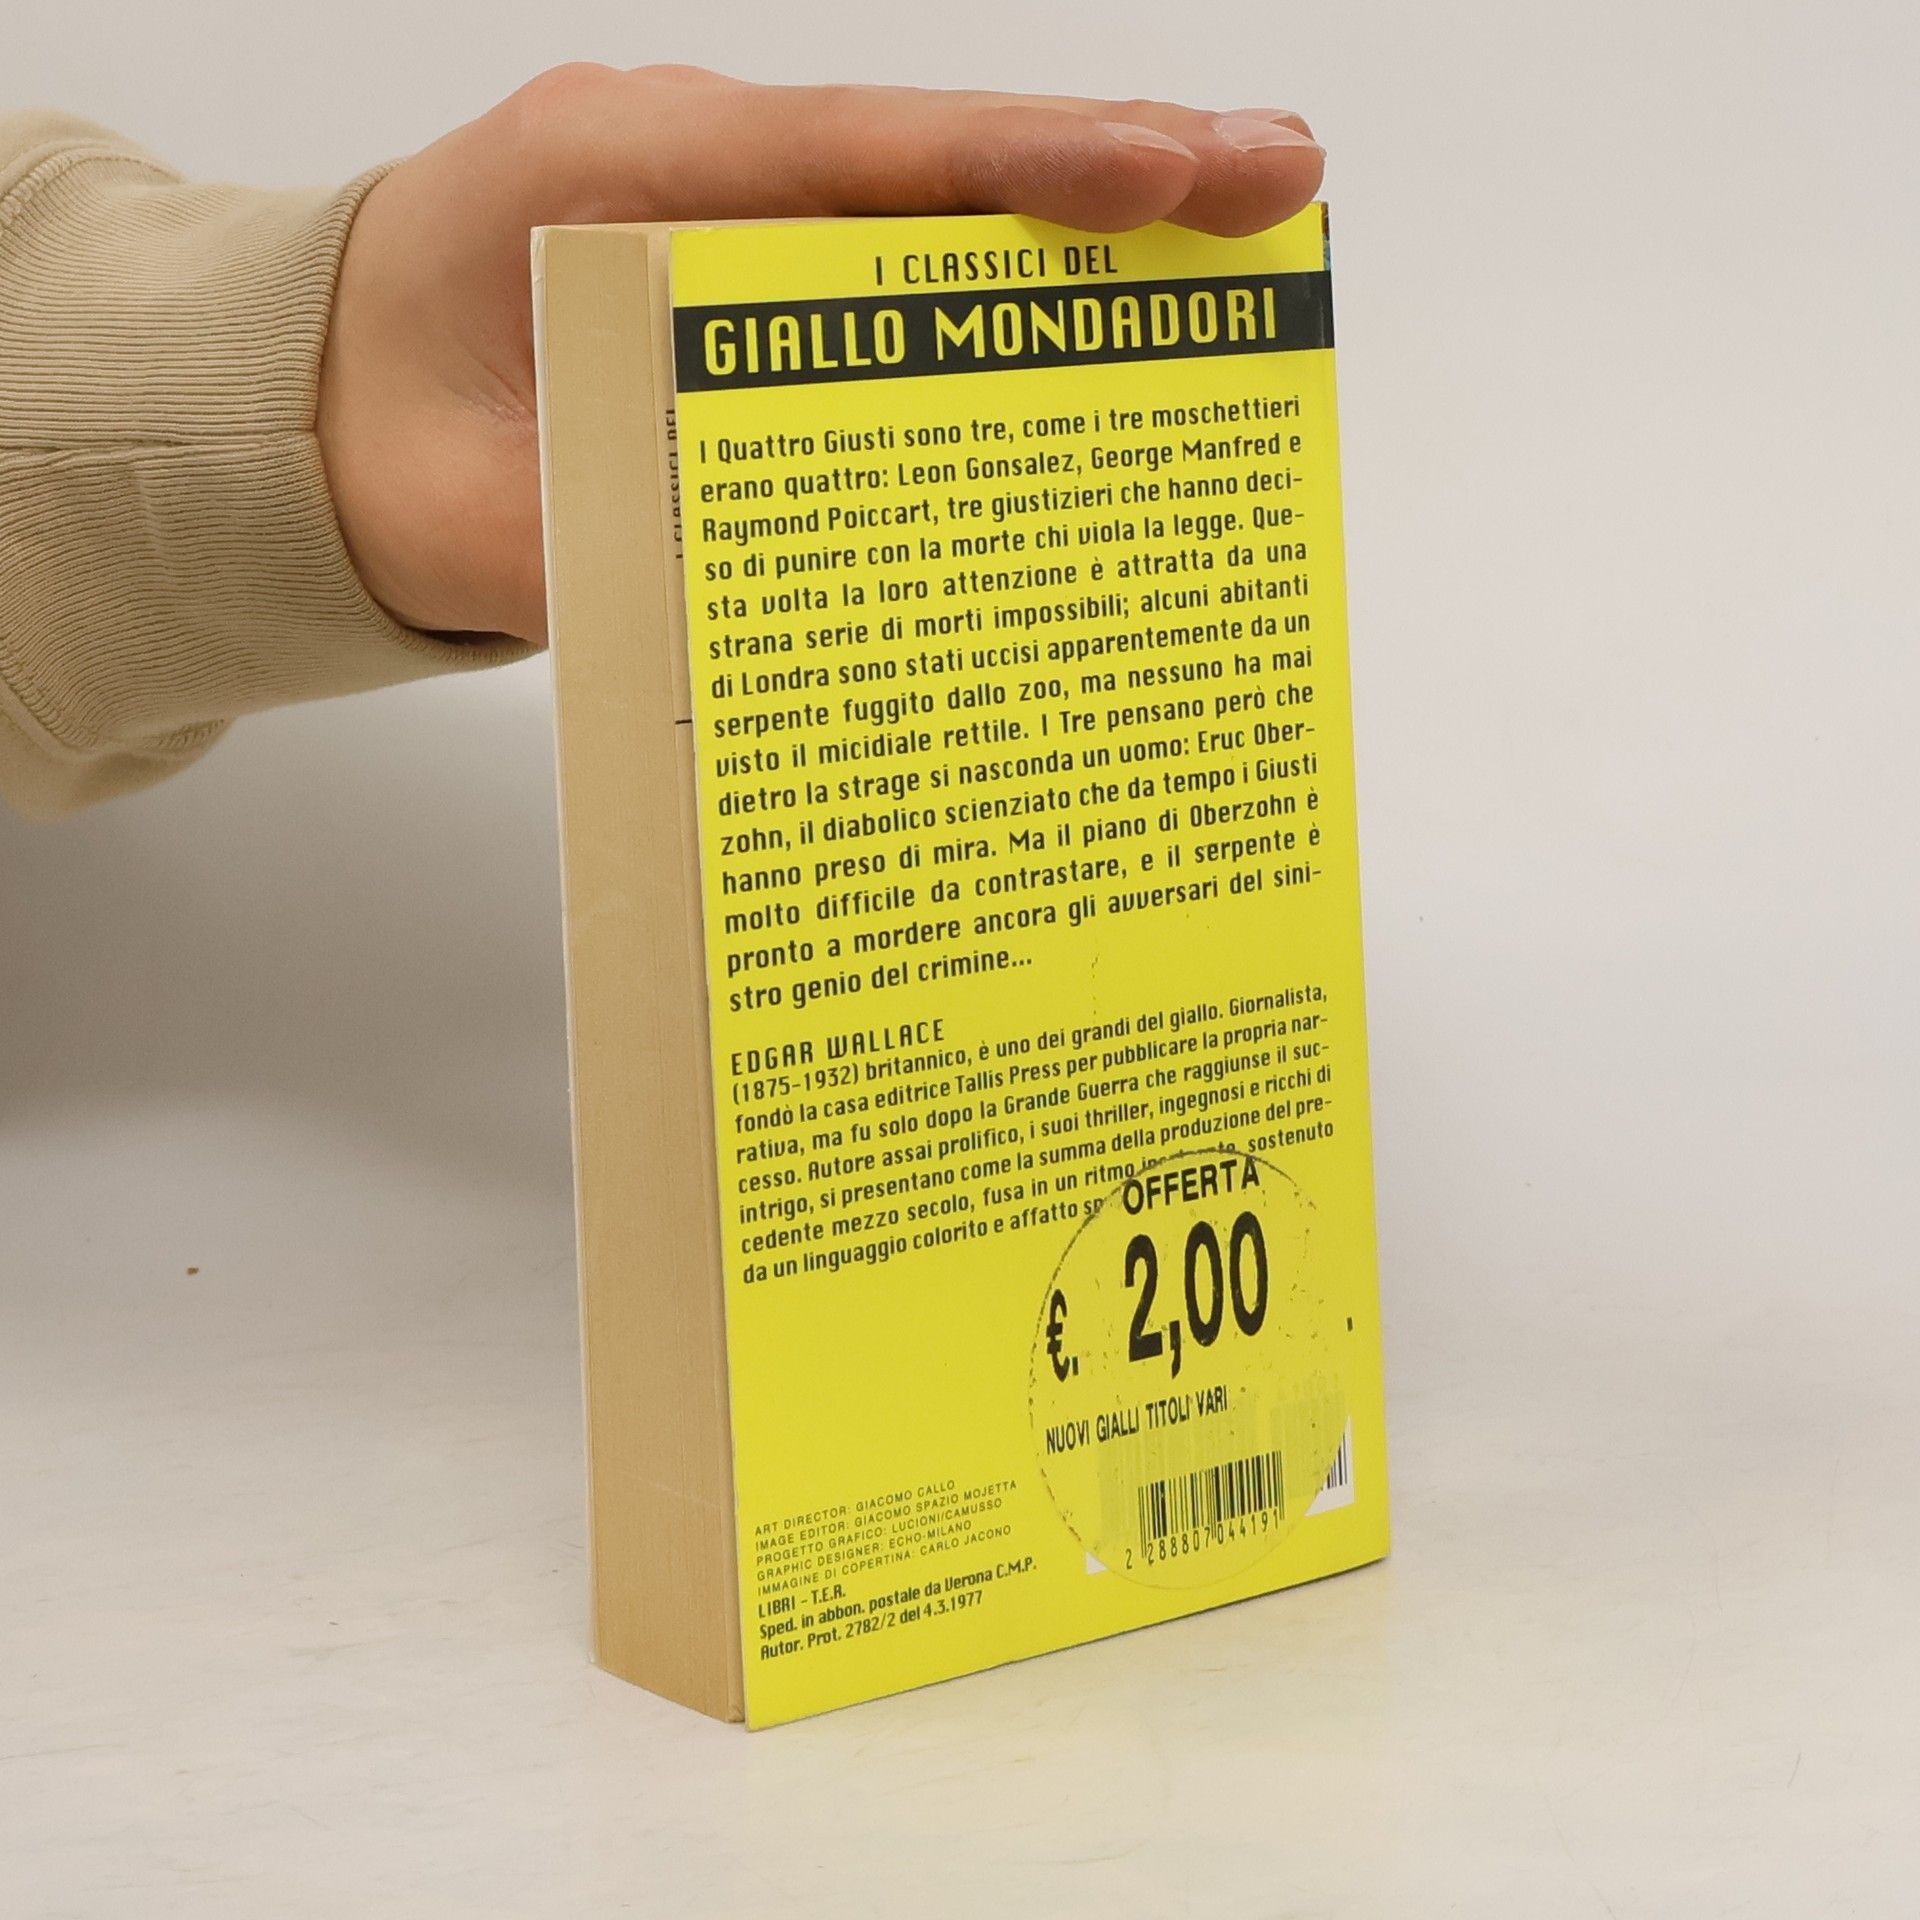 I CLASSICI DEL
GIALLO MONDADORI
I CLASSICI DEL
I Quattro Giusti sono tre, come i tre moschettieri
erano quattro: Leon Gonsalez, George Manfred e
Raymond Poiccart, tre giustizieri che hanno deci-
so di punire con la morte chi viola la legge. Que-
sta volta la loro attenzione è attratta da una
strana serie di morti impossibili; alcuni abitanti
di Londra sono stati uccisi apparentemente da un
serpente fuggito dallo zoo, ma nessuno ha mai
visto il micidiale rettile. I Tre pensano però che
dietro la strage si nasconda un uomo: Eruc Ober-
zohn, il diabolico scienziato che da tempo i Giusti
hanno preso di mira. Ma il piano di Oberzohn è
molto difficile da contrastare, e il serpente è
pronto a mordere ancora gli avversari del sini-
stro genio del crimine...
EDGAR WALLACE
(1875-1932) britannico, è uno dei grandi del giallo. Giornalista,
fondò la casa editrice Tallis Press per pubblicare la propria nar-
rativa, ma fu solo dopo la Grande Guerra che raggiunse il suc-
cesso. Autore assai prolifico, i suoi thriller, ingegnosi e ricchi di
intrigo, si presentano come la summa della produzione del pre-
cedente mezzo secolo, fusa in un ritmo sostenuto
da un linguaggio colorito e affatto
OFFERTA
€. 2,00
NUOVI GIALLI TITOLI VARI
2 288807 044191
ART DIRECTOR: GIACOMO CALLO
IMAGE EDITOR: GIACOMO SPAZIO MOJETTA
PROGETTO GRAFICO: LUCIONI/CAMUSSO
GRAPHIC DESIGNER: ECHO-MILANO
IMMAGINE DI COPERTINA: CARLO JACONO
LIBRI - T.E.R.
Sped. in abbon. postale da Verona C.M.P.
Autor. Prot. 2782/2 del 4.3.1977